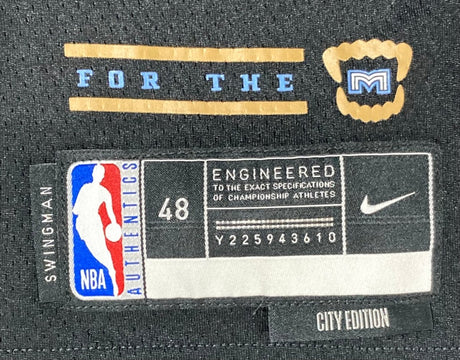 FOR THE
M
SWINGMAN
NBA
AUTHENTICS
48
ENGINEERED
TO THE EXACT SPECIFICATIONS
OF CHAMPIONSHIP ATHLETES
Y225943610
CITY EDITION